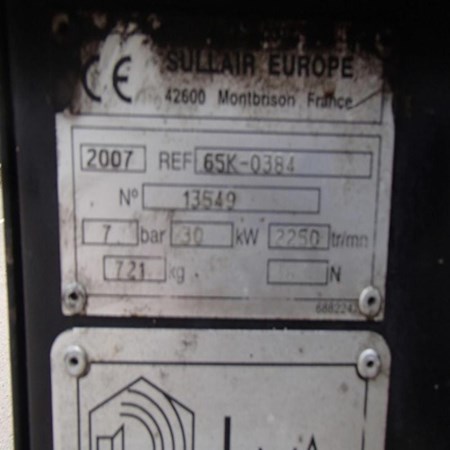 CE SULLAIR EUROPE
42600 Montbrison France
2007 REF 65K-0384
Nº 13549
7 bar 30 kW 2250 tr/mn
721 kg N